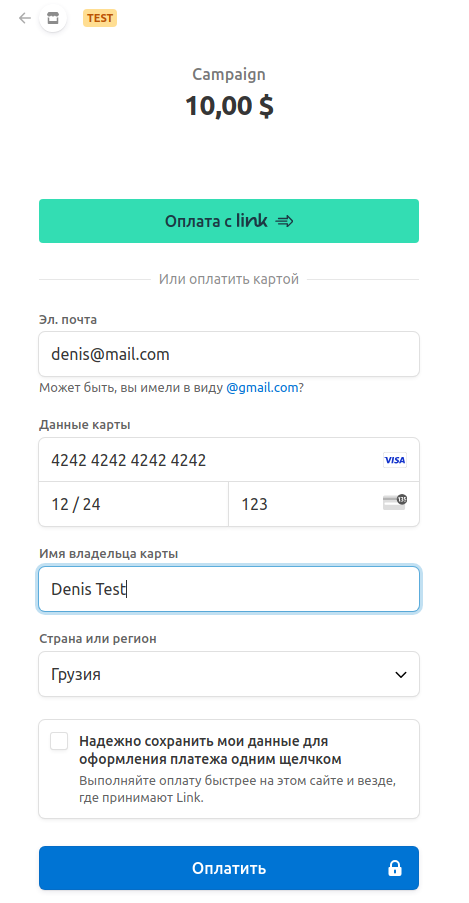 TEST
Campaign
10,00 $
Оплата с link
Или оплатить картой
Эл. почта
denis@mail.com
Может быть, вы имели в виду @gmail.com?
Данные карты
4242 4242 4242 4242 VISA
12 / 24 123
Имя владельца карты
Denis Test
Страна или регион
Грузия
Надежно сохранить мои данные для
оформления платежа одним щелчком
Выполняйте оплату быстрее на этом сайте и везде,
где принимают Link.
Оплатить